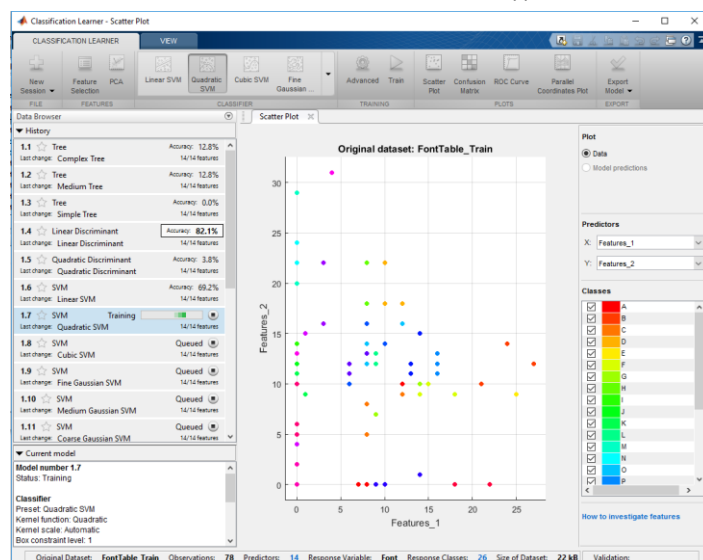 Classification Learner - Scatter Plot
CLASSIFICATION LEARNER VIEW
New Session Feature Selection PCA Linear SVM Quadratic SVM Cubic SVM Fine Gaussian ... Advanced Train Scatter Plot Confusion Matrix ROC Curve Parallel Coordinates Plot Export Model
FILE FEATURES CLASSIFIER TRAINING PLOTS EXPORT
Data Browser
History
1.1 Tree Accuracy: 12.8%
Last change: Complex Tree 14/14 features
1.2 Tree Accuracy: 12.8%
Last change: Medium Tree 14/14 features
1.3 Tree Accuracy: 0.0%
Last change: Simple Tree 14/14 features
1.4 Linear Discriminant Accuracy: 82.1%
Last change: Linear Discriminant 14/14 features
1.5 Quadratic Discriminant Accuracy: 3.8%
Last change: Quadratic Discriminant 14/14 features
1.6 SVM Accuracy: 69.2%
Last change: Linear SVM 14/14 features
1.7 SVM Training
Last change: Quadratic SVM 14/14 features
1.8 SVM Queued
Last change: Cubic SVM 14/14 features
1.9 SVM Queued
Last change: Fine Gaussian SVM 14/14 features
1.10 SVM Queued
Last change: Medium Gaussian SVM 14/14 features
1.11 SVM Queued
Last change: Coarse Gaussian SVM 14/14 features
Current model
Model number 1.7
Status: Training
Classifier
Preset: Quadratic SVM
Kernel function: Quadratic
Kernel scale: Automatic
Box constraint level: 1
Scatter Plot
Original dataset: FontTable_Train
Features_2
30
25
20
15
10
5
0
0 5 10 15 20 25
Features_1
Plot
Data
Model predictions
Predictors
X: Features_1
Y: Features_2
Classes
A
B
C
D
E
F
G
H
I
J
K
L
M
N
O
P
How to investigate features
Original Dataset: FontTable_Train Observations: 78 Predictors: 14 Response Variable: Font Response Classes: 26 Size of Dataset: 22 kB Validation: